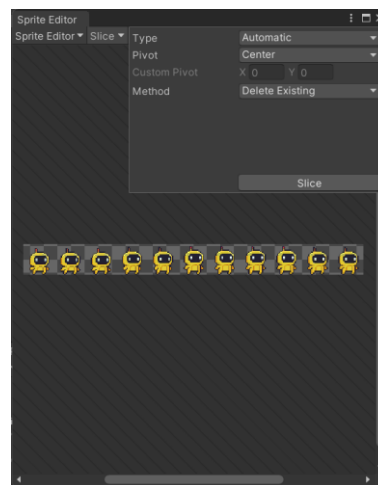 Sprite Editor
Sprite Editor Slice
Type Automatic
Pivot Center
Custom Pivot X 0 Y 0
Method Delete Existing
Slice